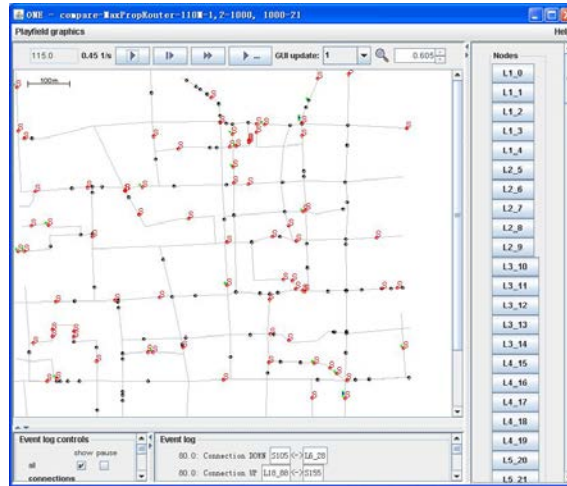 ONE - compare-MaxPropRouter-110M-1,2-1000, 1000-21
Playfield graphics
Hel
115.0 0.45 1/s GUI update: 1 0.605
Nodes
100m
L1_0
L1_1
L1_2
L1_3
L1_4
L2_5
L2_6
L2_7
L2_8
L2_9
L3_10
L3_11
L3_12
L3_13
L3_14
L4_15
L4_16
L4_17
L4_18
L4_19
L5_20
L5_21
Event log controls
show pause
all
connections
Event log
80.0: Connection DOWN S105 <-> L6_28
80.0: Connection UP L18_88 <-> S155